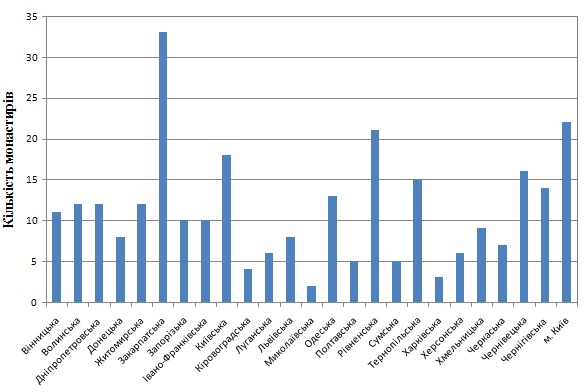 Кількість монастирів
35
30
25
20
15
10
5
0
Вінницька
Волинська
Дніпропетровська
Донецька
Житомирська
Закарпатська
Запорізька
Івано-Франківська
Київська
Кіровоградська
Луганська
Львівська
Миколаївська
Одеська
Полтавська
Рівненська
Сумська
Тернопільська
Харківська
Херсонська
Хмельницька
Черкаська
Чернівецька
Чернігівська
м. Київ